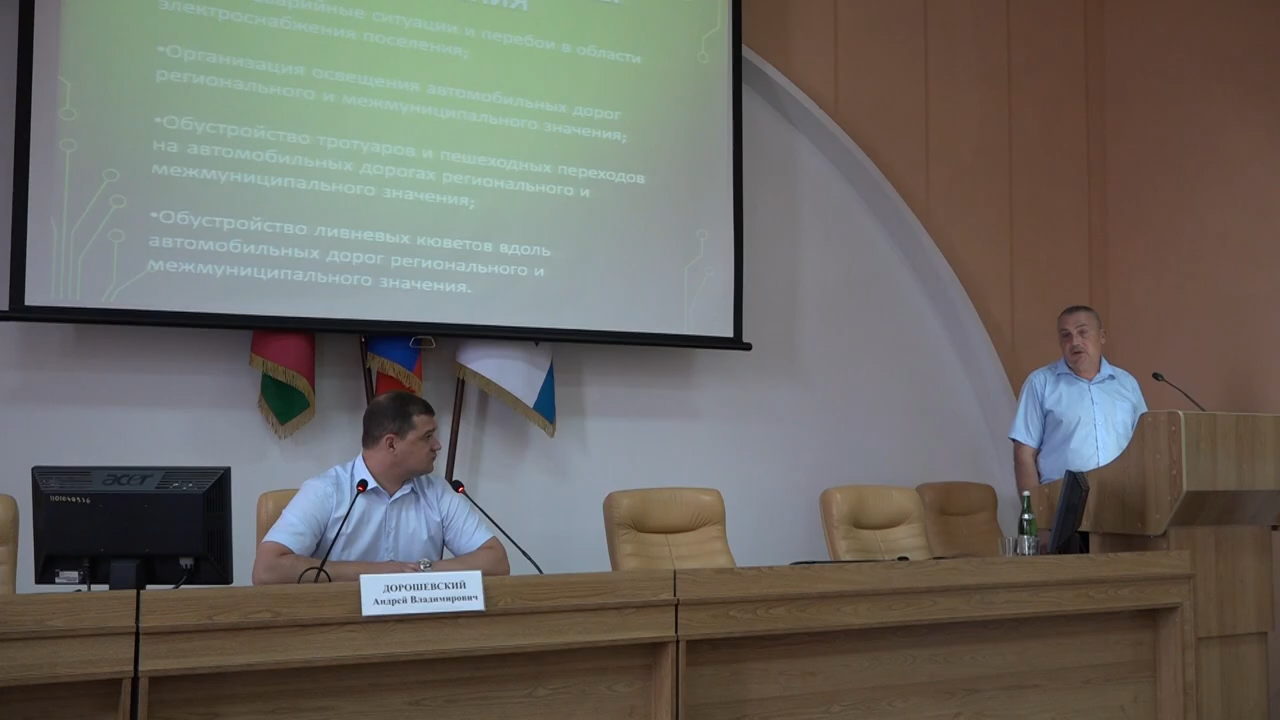 аварийные ситуации и перебои в области
электроснабжения поселения;
•Организация освещения автомобильных дорог
регионального и межмуниципального значения;
•Обустройство тротуаров и пешеходных переходов
на автомобильных дорогах регионального и
межмуниципального значения;
•Обустройство ливневых кюветов вдоль
автомобильных дорог регионального и
межмуниципального значения.
acer
ДОРОШЕВСКИЙ
Андрей Владимирович